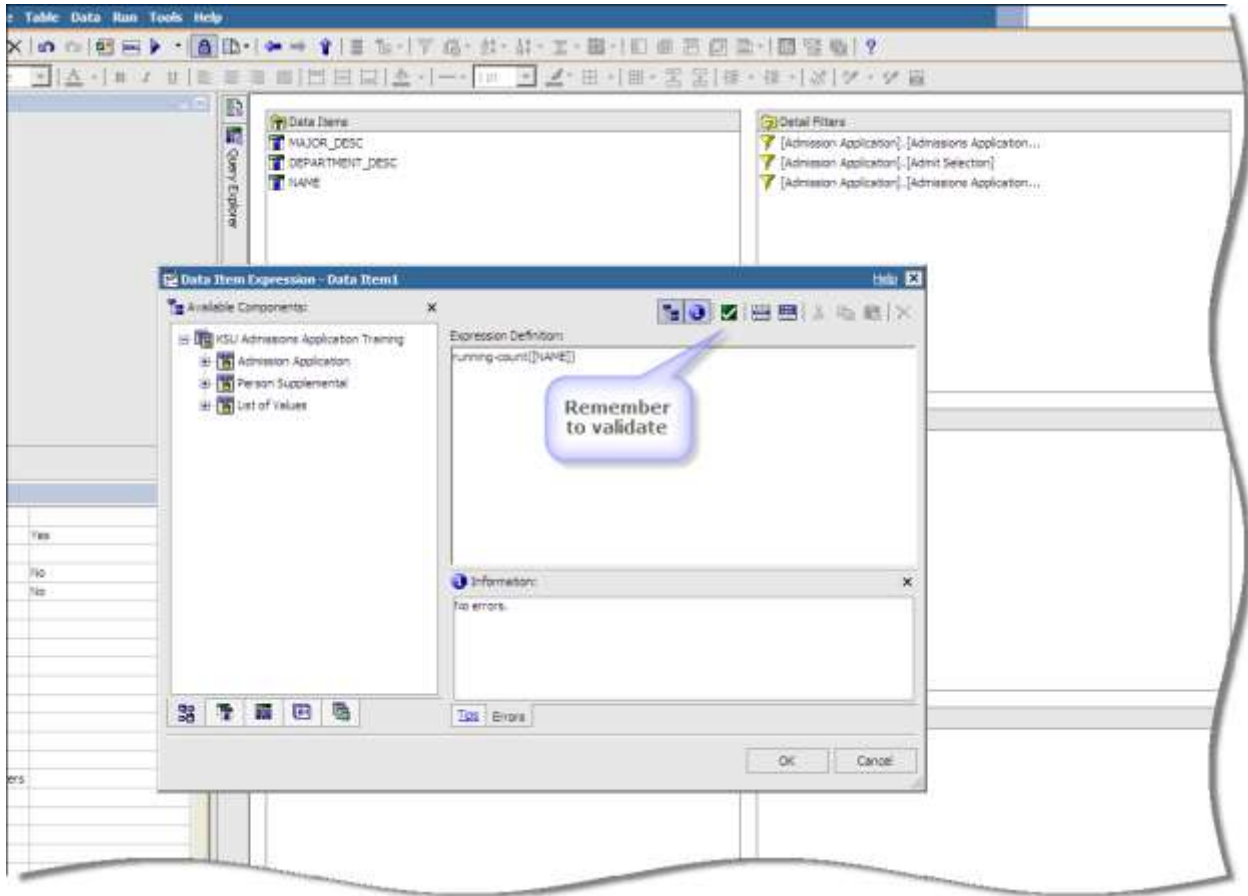 Table Data Run Tools Help
1 pt
Query Explorer
Data Items
MAJOR_DESC
DEPARTMENT_DESC
NAME
Detail Filters
[Admission Application].[Admissions Application...
[Admission Application].[Admit Selection]
[Admission Application].[Admissions Application...
Data Item Expression - Data Item1
Help
Available Components:
KSU Admissions Application Training
Admission Application
Person Supplemental
List of Values
Expression Definition:
running-count([NAME])
Remember
to validate
Information:
No errors.
Tips
Errors
OK
Cancel
Yes
No
No
ers